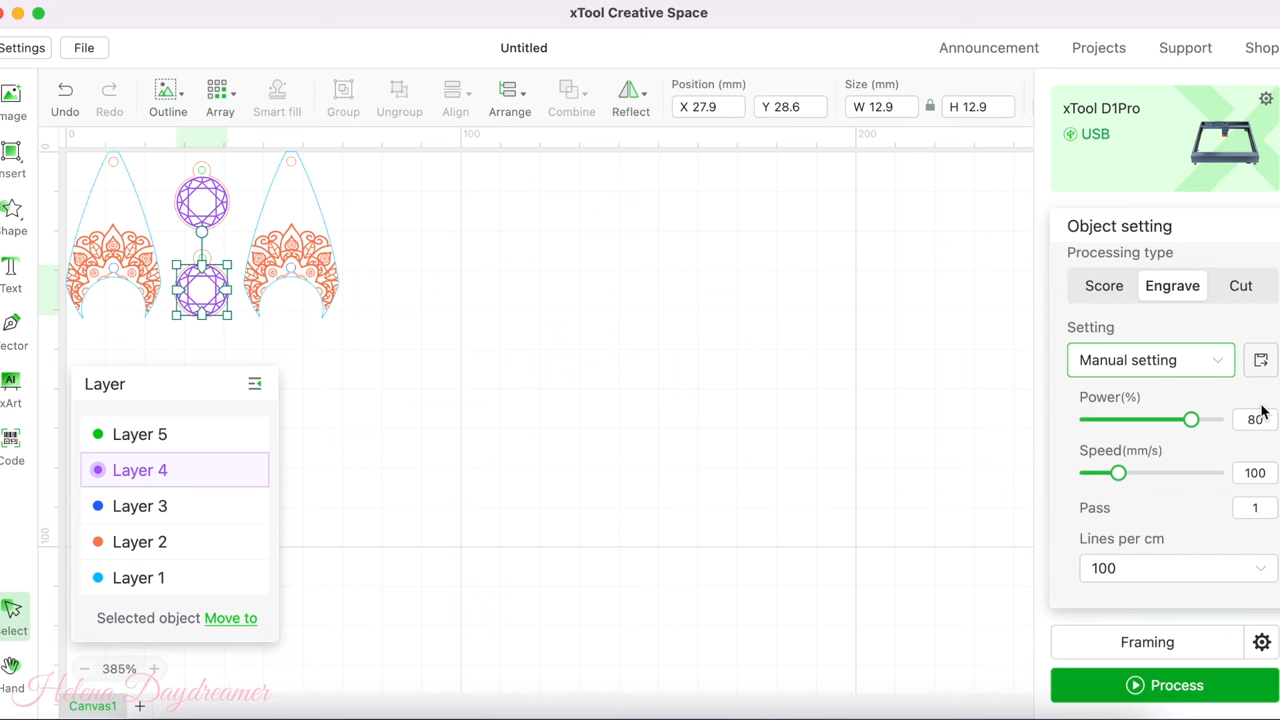 xTool Creative Space
Settings
File
Untitled
Announcement
Projects
Support
Shop
Undo
Redo
Outline
Array
Smart fill
Group
Ungroup
Align
Arrange
Combine
Reflect
Position (mm)
X 27.9
Y 28.6
Size (mm)
W 12.9
H 12.9
0
100
200
0
100
mage
nsert
hape
Text
ector
AI
xArt
Code
elect
Hand
Layer
Layer 5
Layer 4
Layer 3
Layer 2
Layer 1
Selected object Move to
385%
Canvas1
Helena Daydreamer
xTool D1Pro
USB
Object setting
Processing type
Score
Engrave
Cut
Setting
Manual setting
Power(%)
80
Speed(mm/s)
100
Pass
1
Lines per cm
100
Framing
Process